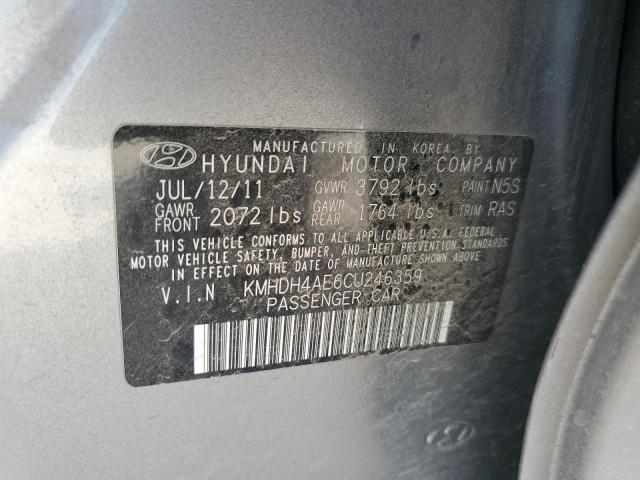 MANUFACTURED IN KOREA BY
HYUNDAI MOTOR COMPANY
JUL/12/11 GVWR 3792 lbs PAINT N5S
GAWR FRONT 2072 lbs GAWR REAR 1764 lbs TRIM RAS
THIS VEHICLE CONFORMS TO ALL APPLICABLE U.S.A. FEDERAL
MOTOR VEHICLE SAFETY, BUMPER, AND THEFT PREVENTION STANDARDS
IN EFFECT ON THE DATE OF MANUFACTURE SHOWN ABOVE
V.I.N KMHDH4AE6CU246359
PASSENGER CAR